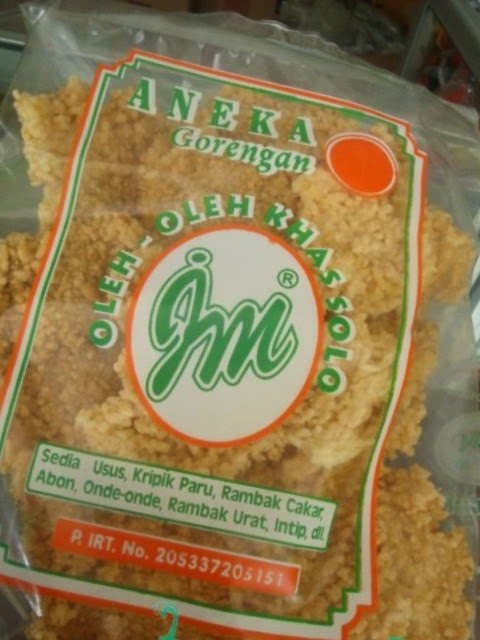 ANEKA
Gorengan
OLEH - OLEH KHAS SOLO
jm ®
Sedia : Usus, Kripik Paru, Rambak Cakar,
Abon, Onde-onde, Rambak Urat, Intip, dll.
P. IRT. No. 205337205151